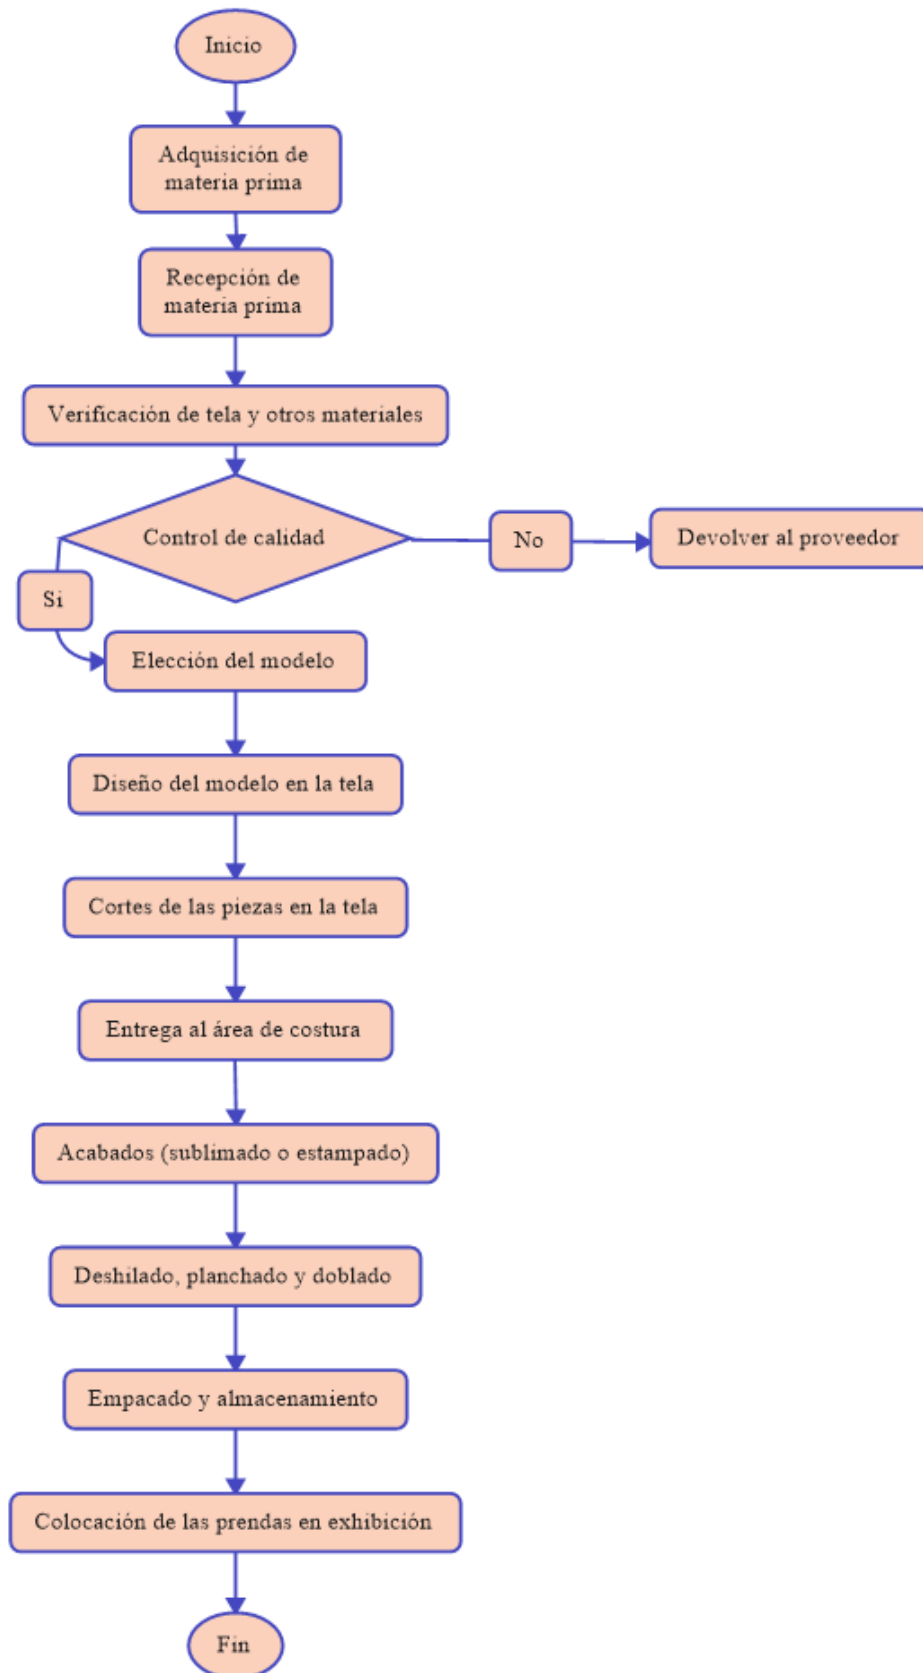 Inicio
Adquisición de
materia prima
Recepción de
materia prima
Verificación de tela y otros materiales
Control de calidad
No
Devolver al proveedor
Si
Elección del modelo
Diseño del modelo en la tela
Cortes de las piezas en la tela
Entrega al área de costura
Acabados (sublimado o estampado)
Deshilado, planchado y doblado
Empacado y almacenamiento
Colocación de las prendas en exhibición
Fin